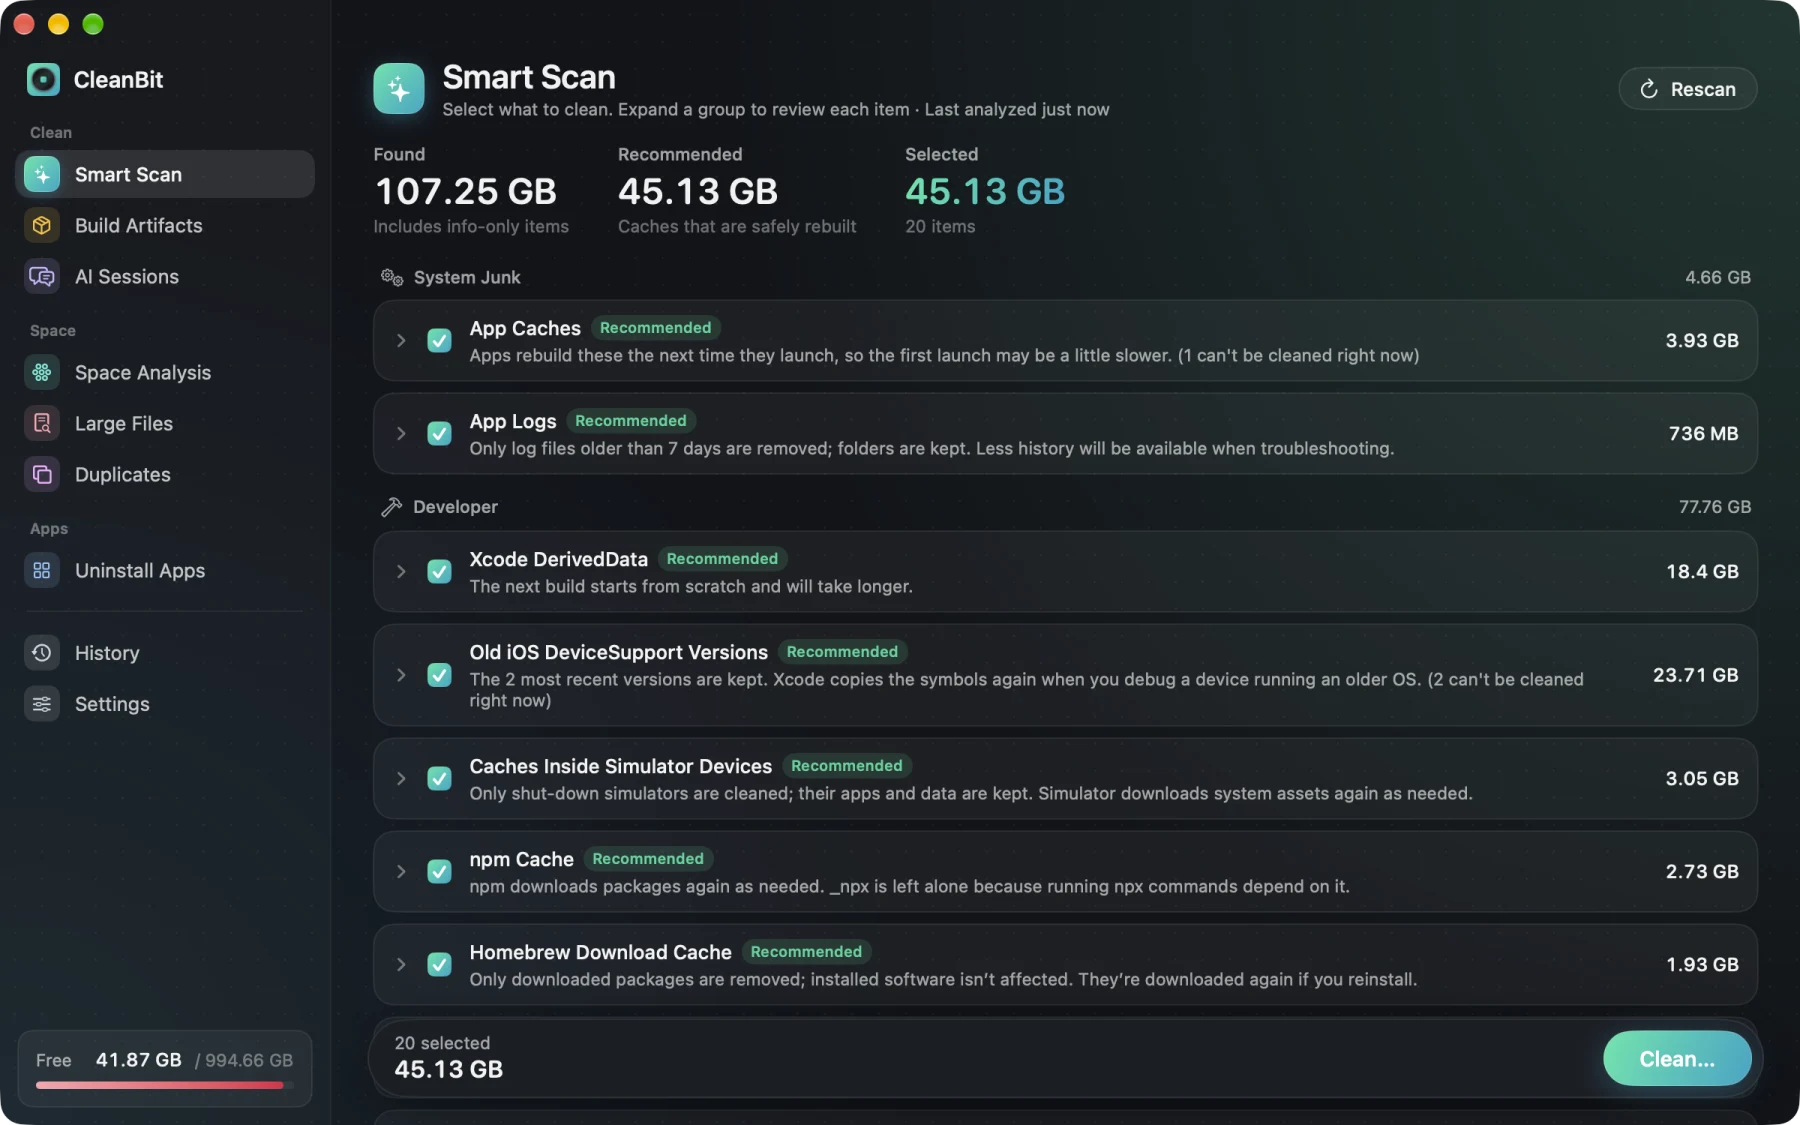 CleanBit
Clean
Smart Scan
Build Artifacts
AI Sessions
Space
Space Analysis
Large Files
Duplicates
Apps
Uninstall Apps
History
Settings
Free 41.87 GB / 994.66 GB
Smart Scan
Select what to clean. Expand a group to review each item · Last analyzed just now
Rescan
Found
107.25 GB
Includes info-only items
Recommended
45.13 GB
Caches that are safely rebuilt
Selected
45.13 GB
20 items
System Junk 4.66 GB
App Caches Recommended
Apps rebuild these the next time they launch, so the first launch may be a little slower. (1 can't be cleaned right now)
3.93 GB
App Logs Recommended
Only log files older than 7 days are removed; folders are kept. Less history will be available when troubleshooting.
736 MB
Developer 77.76 GB
Xcode DerivedData Recommended
The next build starts from scratch and will take longer.
18.4 GB
Old iOS DeviceSupport Versions Recommended
The 2 most recent versions are kept. Xcode copies the symbols again when you debug a device running an older OS. (2 can't be cleaned
right now)
23.71 GB
Caches Inside Simulator Devices Recommended
Only shut-down simulators are cleaned; their apps and data are kept. Simulator downloads system assets again as needed.
3.05 GB
npm Cache Recommended
npm downloads packages again as needed. _npx is left alone because running npx commands depend on it.
2.73 GB
Homebrew Download Cache Recommended
Only downloaded packages are removed; installed software isn’t affected. They’re downloaded again if you reinstall.
1.93 GB
20 selected
45.13 GB
Clean...